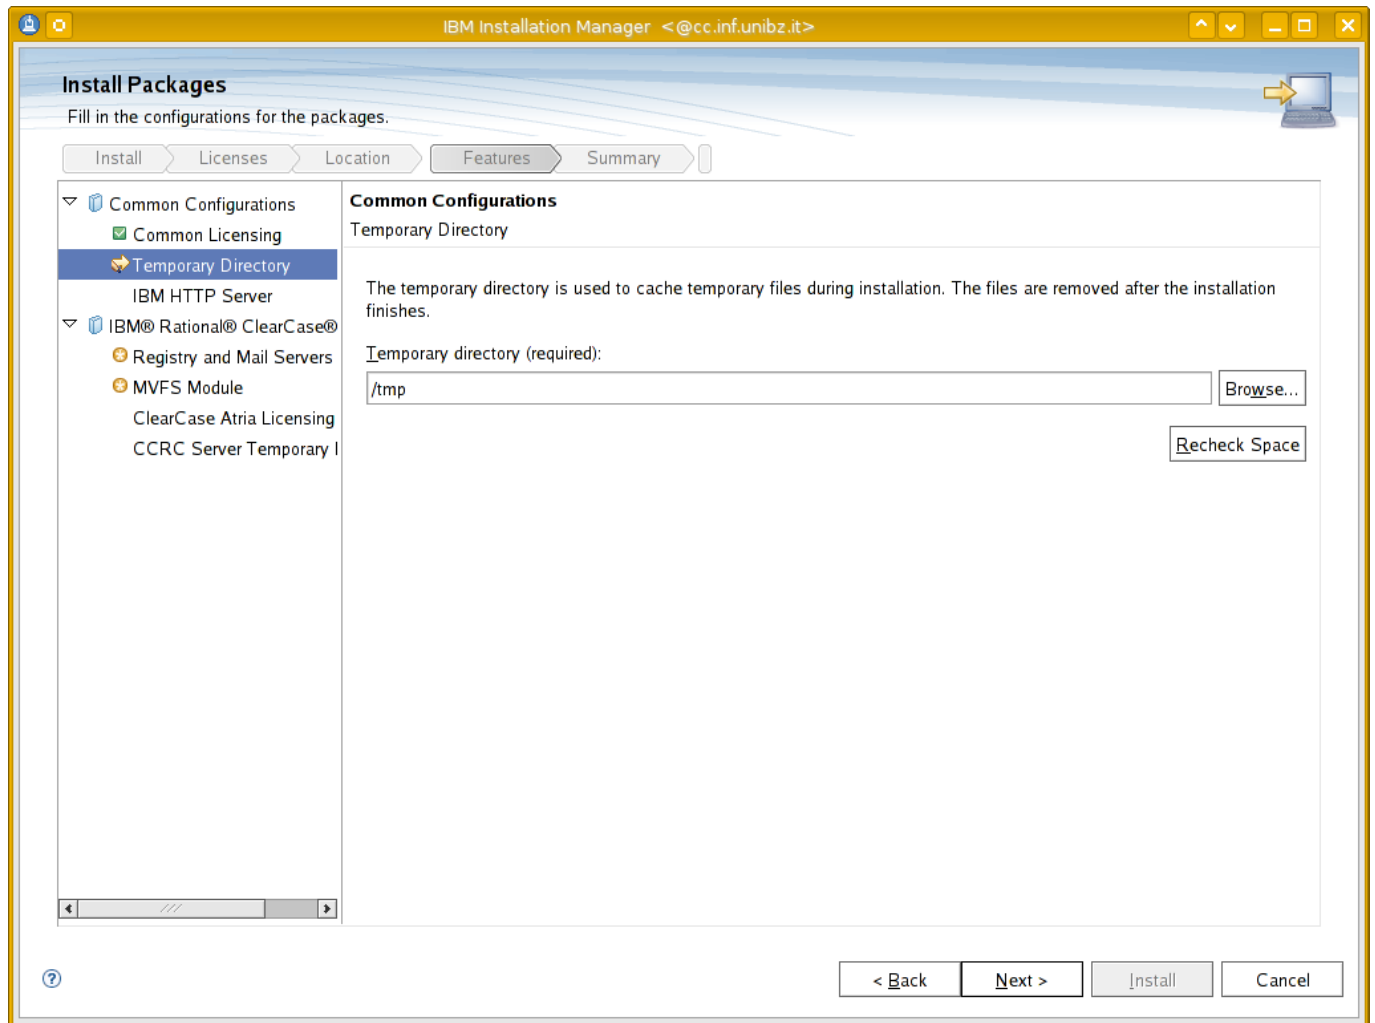 IBM Installation Manager <@cc.inf.unibz.it>
Install Packages
Fill in the configurations for the packages.
Install Licenses Location Features Summary
Common Configurations
Common Licensing
Temporary Directory
IBM HTTP Server
IBM® Rational® ClearCase®
Registry and Mail Servers
MVFS Module
ClearCase Atria Licensing
CCRC Server Temporary
Common Configurations
Temporary Directory
The temporary directory is used to cache temporary files during installation. The files are removed after the installation
finishes.
Temporary directory (required):
/tmp
Browse...
Recheck Space
< Back Next > Install Cancel